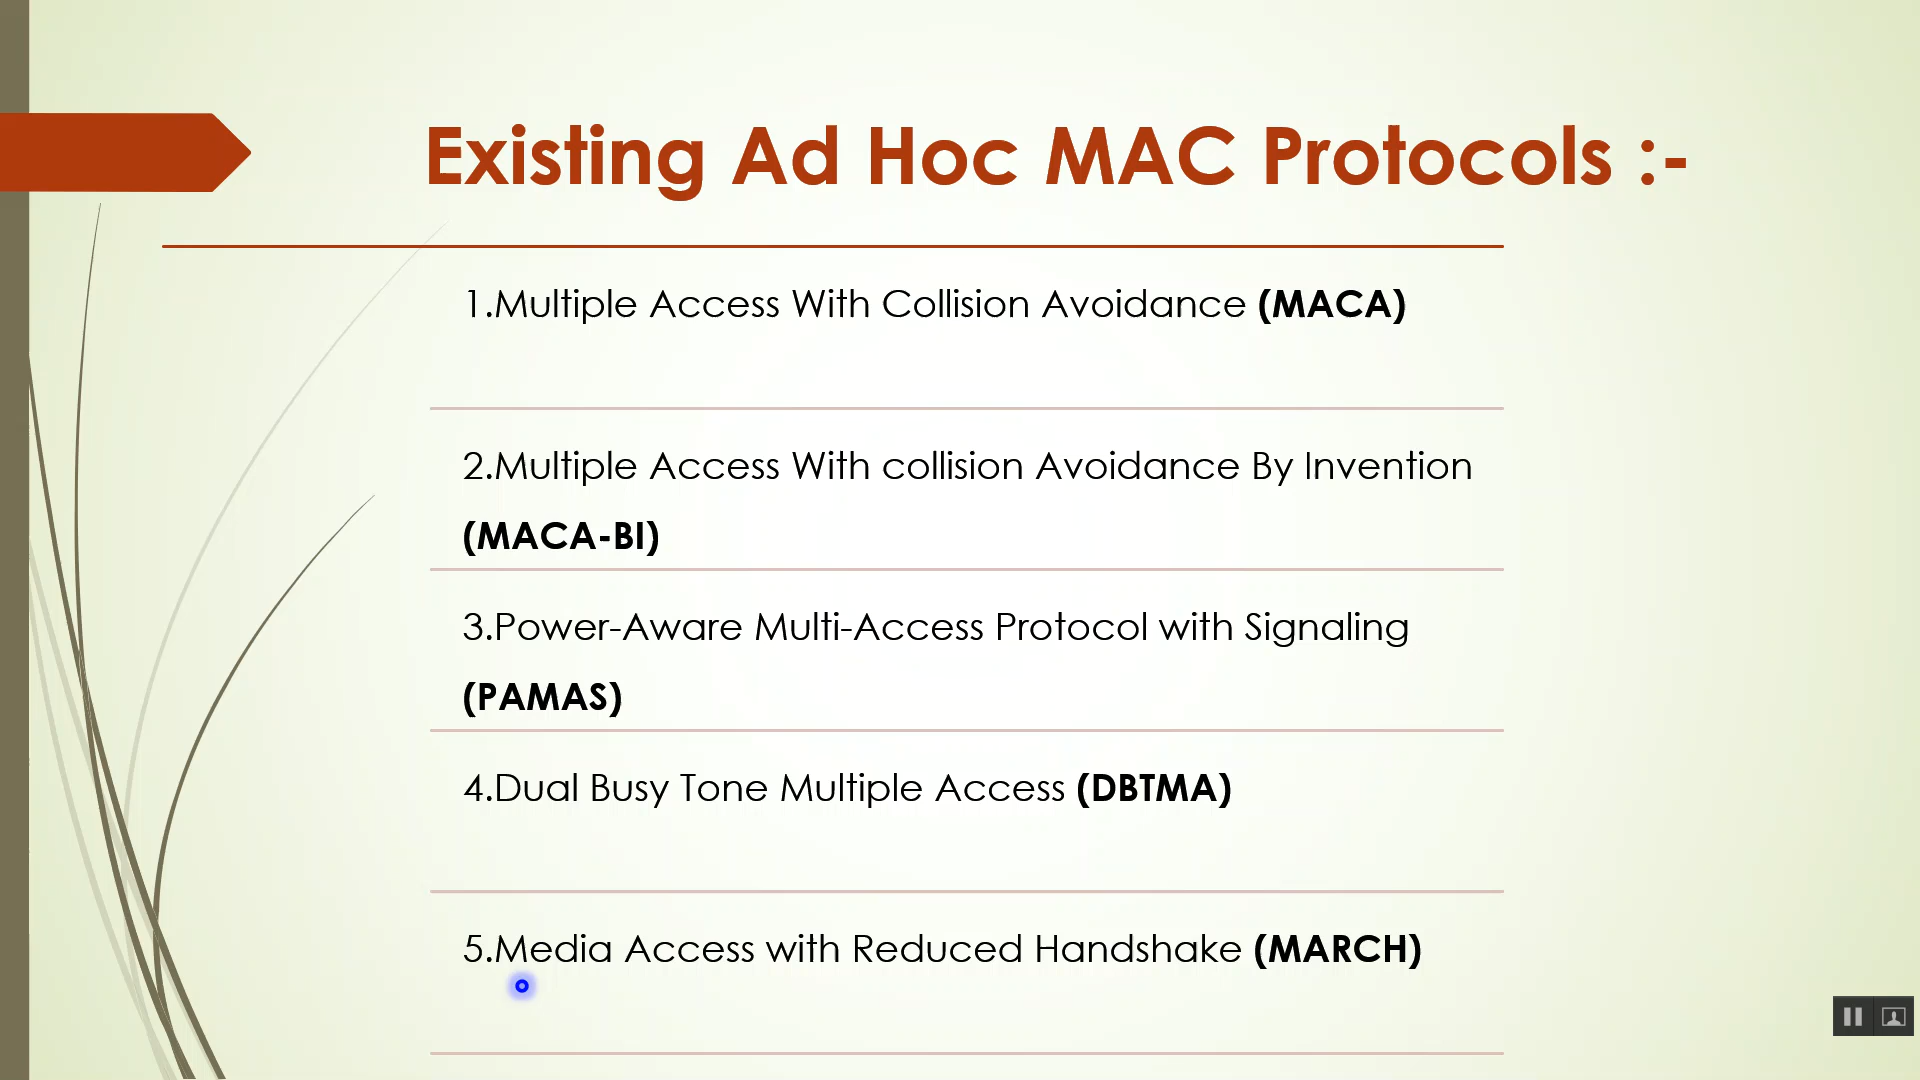 Existing Ad Hoc MAC Protocols :-
1.Multiple Access With Collision Avoidance (MACA)
2.Multiple Access With collision Avoidance By Invention
(MACA-BI)
3.Power-Aware Multi-Access Protocol with Signaling
(PAMAS)
4.Dual Busy Tone Multiple Access (DBTMA)
5.Media Access with Reduced Handshake (MARCH)